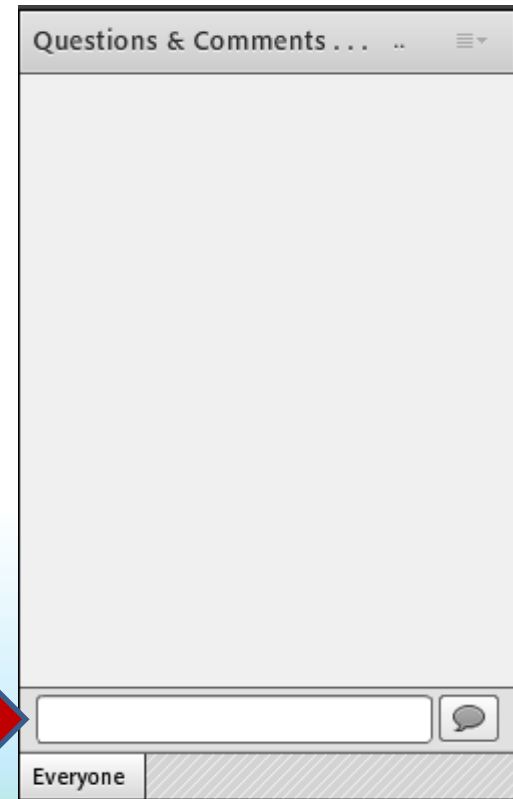 Questions & Comments . . . ..
Everyone